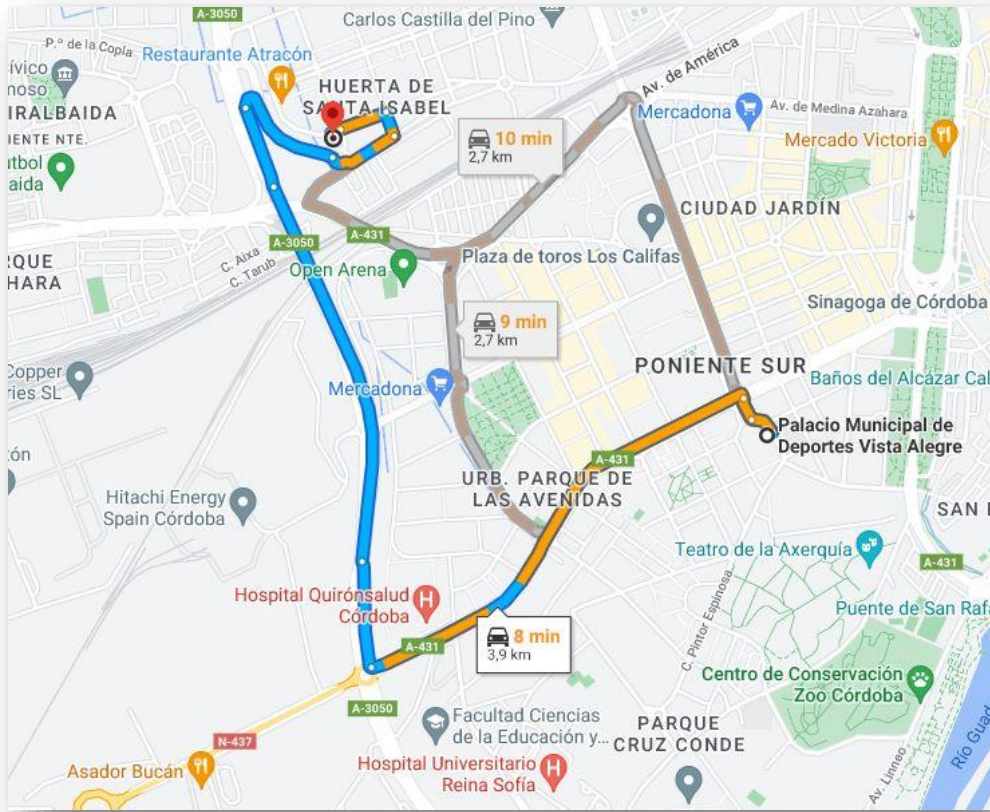 A-3050
Carlos Castilla del Pino
P.º de la Copla
Restaurante Atracón
ívico
moso
IRALBAIDA
IENTE NTE.
utbol
aida
HUERTA DE
SANTA ISABEL
Av. de América
Mercadona
Av. de Medina Azahara
Mercado Victoria
10 min
2,7 km
CIUDAD JARDÍN
A-431
A-3050
C. Aixa
C. Tarub
RQUE
HARA
Open Arena
Plaza de toros Los Califas
Sinagoga de Córdoba
9 min
2,7 km
PONIENTE SUR
Copper
ries SL
Mercadona
Baños del Alcázar Cal
Palacio Municipal de
Deportes Vista Alegre
zón
A-431
URB. PARQUE DE
LAS AVENIDAS
Hitachi Energy
Spain Córdoba
SAN
Teatro de la Axerquía
A-431
Hospital Quirónsalud
Córdoba
C. Pintor Espinosa...
Puente de San Rafa
8 min
3,9 km
A-431
Centro de Conservación
Zoo Córdoba
A-3050
Facultad Ciencias
de la Educación y...
PARQUE
CRUZ CONDE
N-437
Asador Bucán
Hospital Universitario
Reina Sofía
Av. Linneo
Río Guad